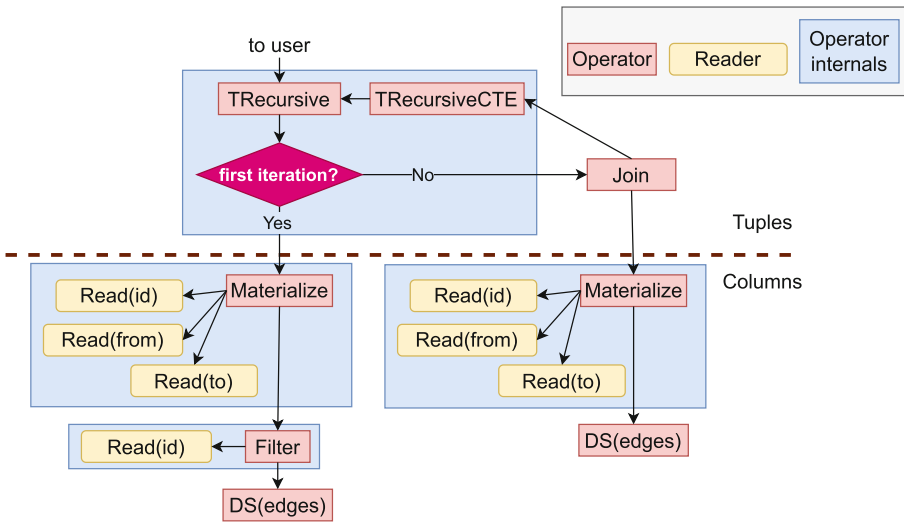 to user
Operator
Reader
Operator
internals
TRecursive
TRecursiveCTE
first iteration?
No
Join
Yes
Tuples
Columns
Materialize
Read(id)
Read(from)
Read(to)
Materialize
Read(id)
Read(from)
Read(to)
Read(id)
Filter
DS(edges)
DS(edges)